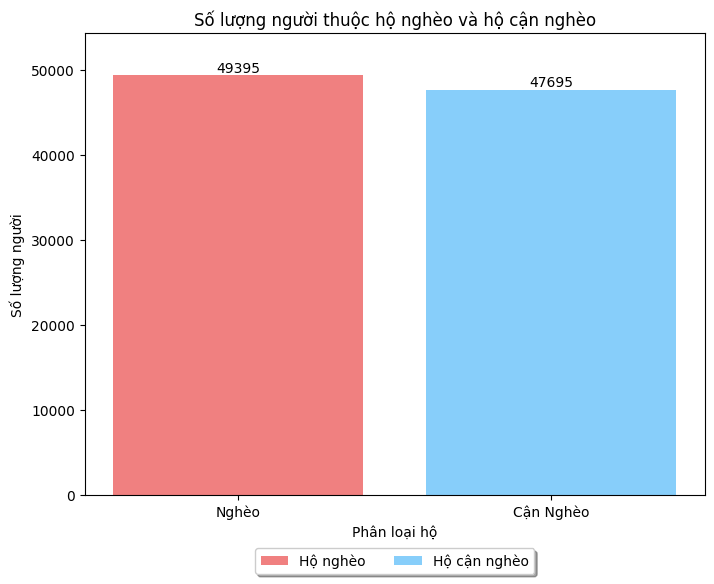 Số lượng người thuộc hộ nghèo và hộ cận nghèo
Số lượng người
50000
40000
30000
20000
10000
0
49395
47695
Nghèo
Cận Nghèo
Phân loại hộ
Hộ nghèo
Hộ cận nghèo